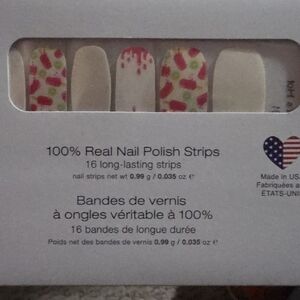 100% Real Nail Polish Strips
16 long-lasting strips
nail strips net wt 0.99 g / 0.035 oz ℮
Made in USA
Fabriquées a
ÉTATS-UNI
Bandes de vernis
à ongles véritable à 100%
16 bandes de longue durée
Poids net des bandes de vernis 0.99 g / 0.035 oz ℮